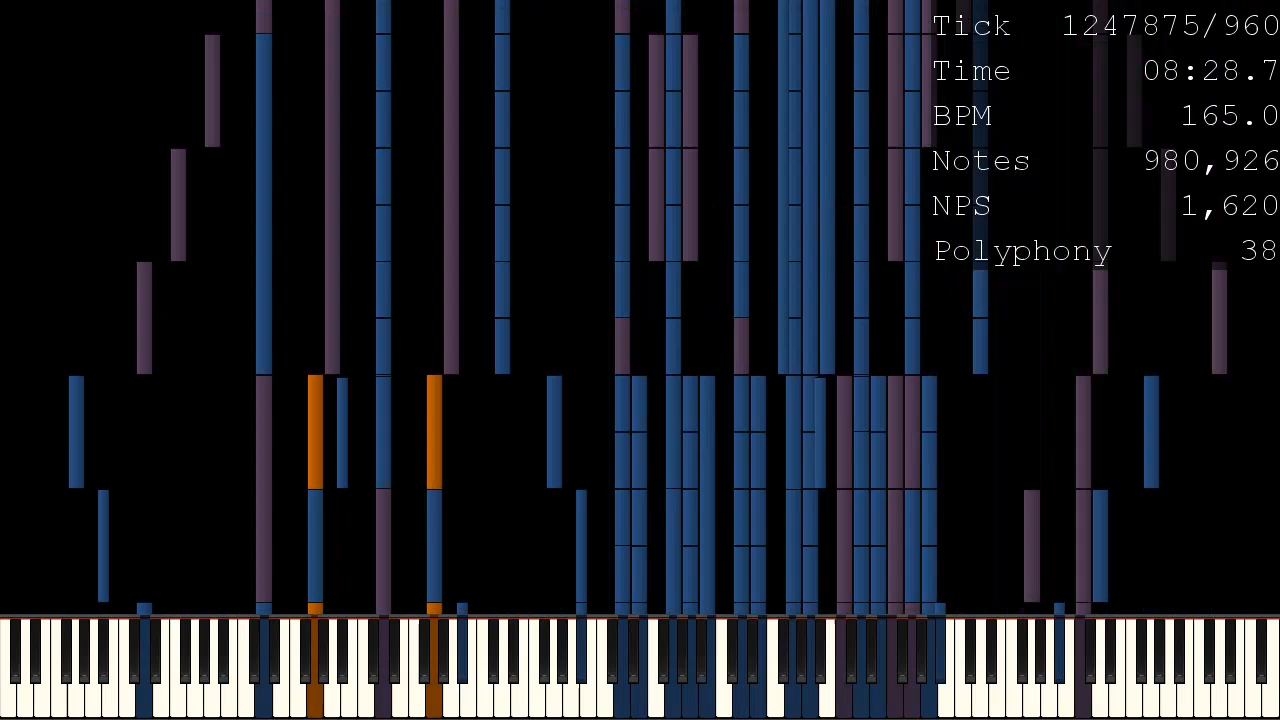 Tick 1247875/960
Time 08:28.7
BPM 165.0
Notes 980,926
NPS 1,620
Polyphony 38